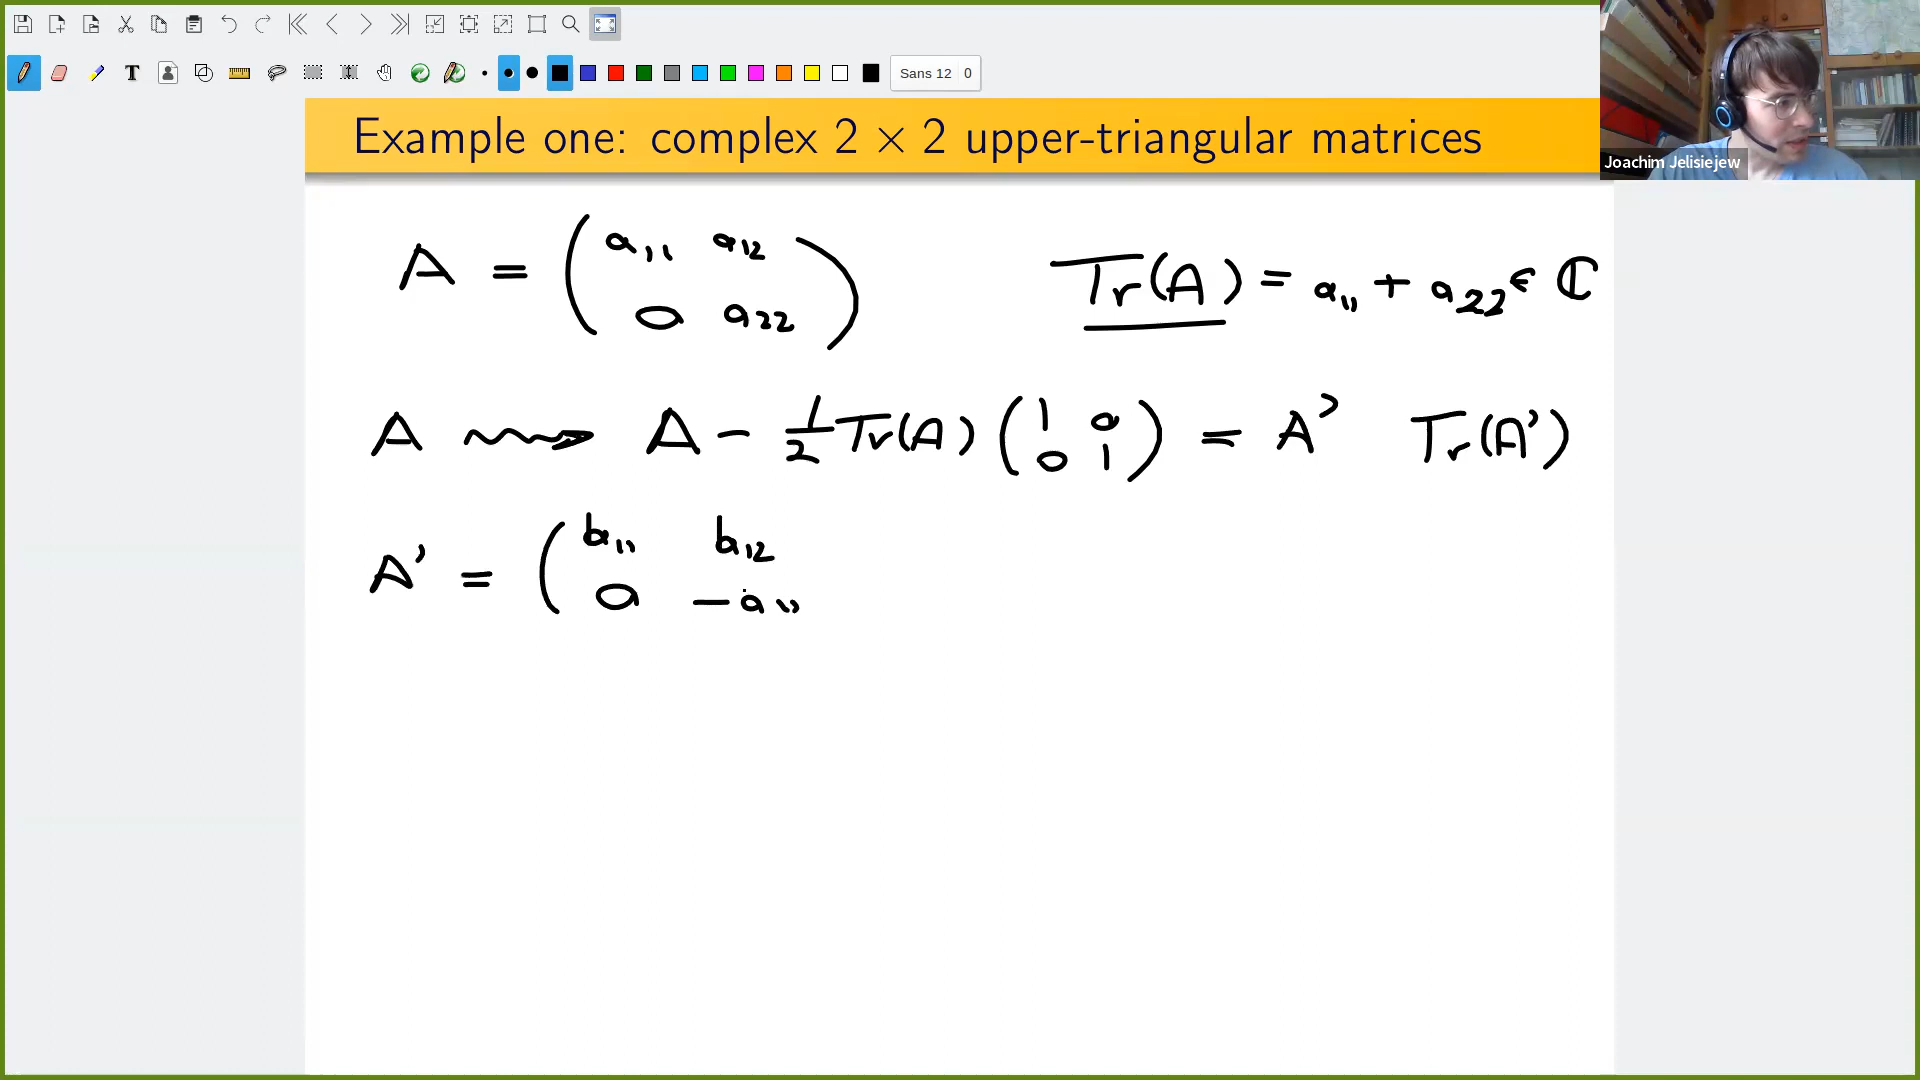 Sans 12 0
Joachim Jelisiejew
Example one: complex 2 × 2 upper-triangular matrices
A = ( a₁₁ a₁₂
0 a₂₂ )
Tr(A) = a₁₁ + a₂₂ ∈ ℂ
A ⇝ A - ½ Tr(A) ( 1 0
0 1 ) = A' Tr(A')
A' = ( b₁₁ b₁₂
0 -a₁₁